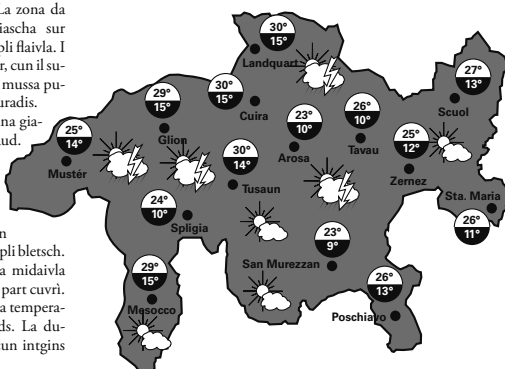 La zona da
iascha sur
pli flaivla. I
r, cun il su-
mussa pu-
uradis.
na gia-
ud.
n
pli bletsch.
a midaivla
part cuvrì.
a tempera-
ds. La du-
un intgins
30°
15°
Landquart
30°
15°
Cuira
29°
15°
Glion
25°
14°
Mustér
23°
10°
Arosa
26°
10°
Tavau
27°
13°
Scuol
25°
12°
Zernez
30°
14°
Tusaun
24°
10°
Spligia
Sta. Maria
26°
11°
23°
9°
San Murezzan
29°
15°
Mesocco
26°
13°
Poschiavo